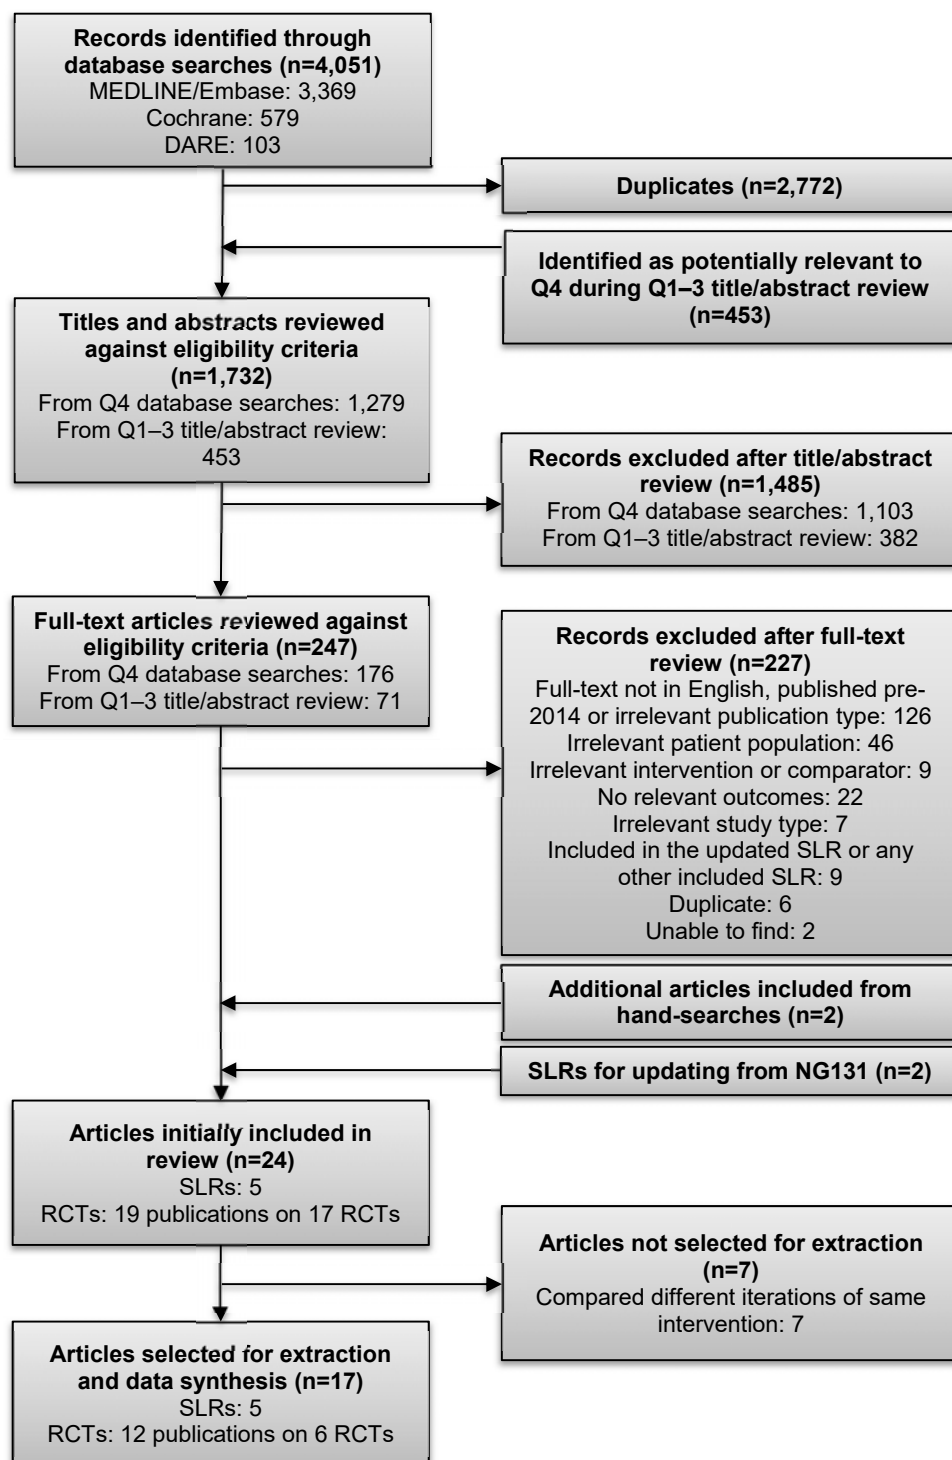 Records identified through
database searches (n=4,051)
MEDLINE/Embase: 3,369
Cochrane: 579
DARE: 103
Duplicates (n=2,772)
Identified as potentially relevant to
Q4 during Q1–3 title/abstract review
(n=453)
Titles and abstracts reviewed
against eligibility criteria
(n=1,732)
From Q4 database searches: 1,279
From Q1–3 title/abstract review:
453
Records excluded after title/abstract
review (n=1,485)
From Q4 database searches: 1,103
From Q1–3 title/abstract review: 382
Full-text articles reviewed against
eligibility criteria (n=247)
From Q4 database searches: 176
From Q1–3 title/abstract review: 71
Records excluded after full-text
review (n=227)
Full-text not in English, published pre-
2014 or irrelevant publication type: 126
Irrelevant patient population: 46
Irrelevant intervention or comparator: 9
No relevant outcomes: 22
Irrelevant study type: 7
Included in the updated SLR or any
other included SLR: 9
Duplicate: 6
Unable to find: 2
Additional articles included from
hand-searches (n=2)
SLRs for updating from NG131 (n=2)
Articles initially included in
review (n=24)
SLRs: 5
RCTs: 19 publications on 17 RCTs
Articles not selected for extraction
(n=7)
Compared different iterations of same
intervention: 7
Articles selected for extraction
and data synthesis (n=17)
SLRs: 5
RCTs: 12 publications on 6 RCTs